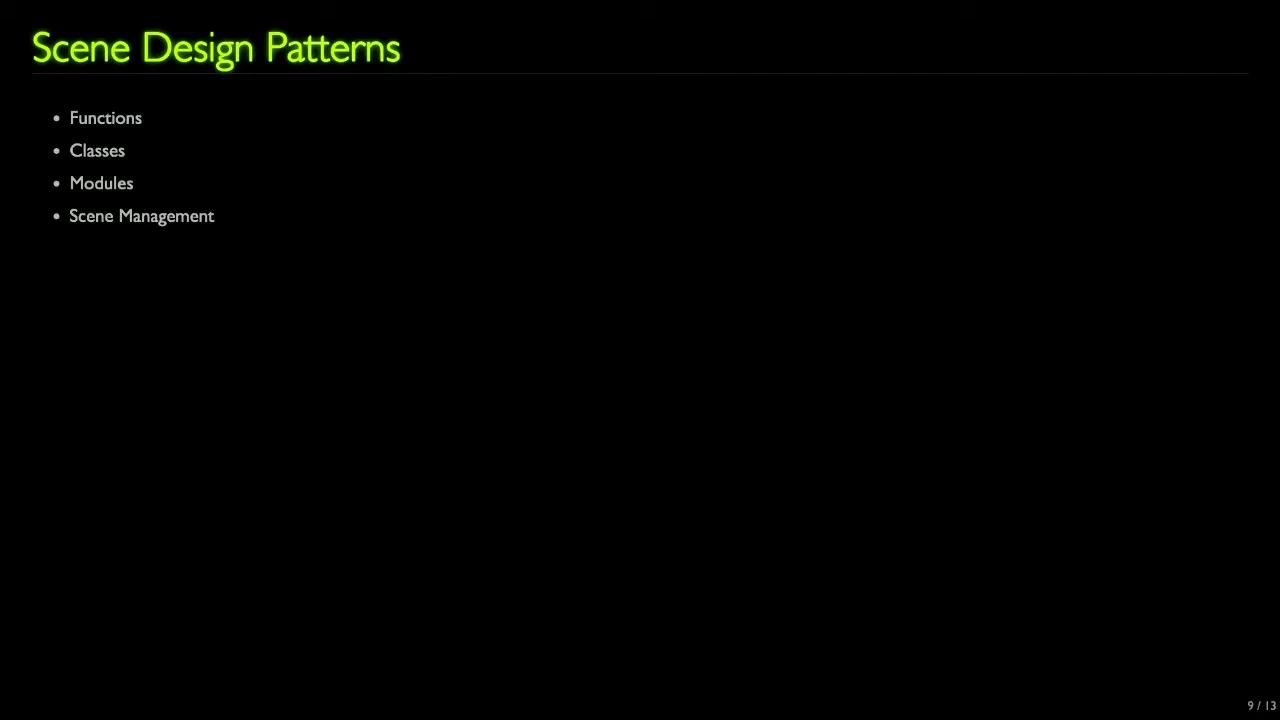 Scene Design Patterns
• Functions
• Classes
• Modules
• Scene Management
9 / 13